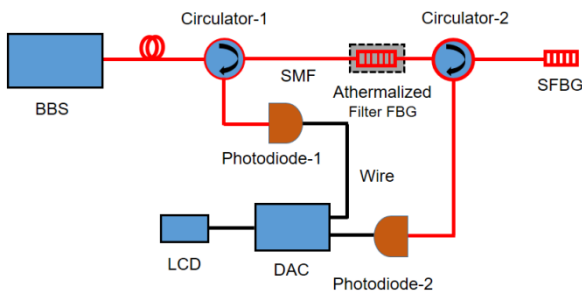 Circulator-1
Circulator-2
BBS
SMF
Athermalized
Filter FBG
SFBG
Photodiode-1
Wire
LCD
DAC
Photodiode-2